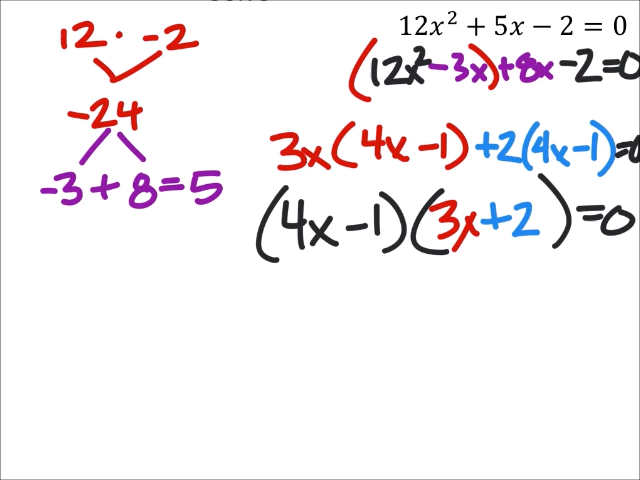 12x² + 5x − 2 = 0
12 · -2
(12x² -3x) +8x -2 = 0
-24
3x(4x -1) +2(4x -1) = 0
-3 + 8 = 5
(4x -1)(3x +2) = 0